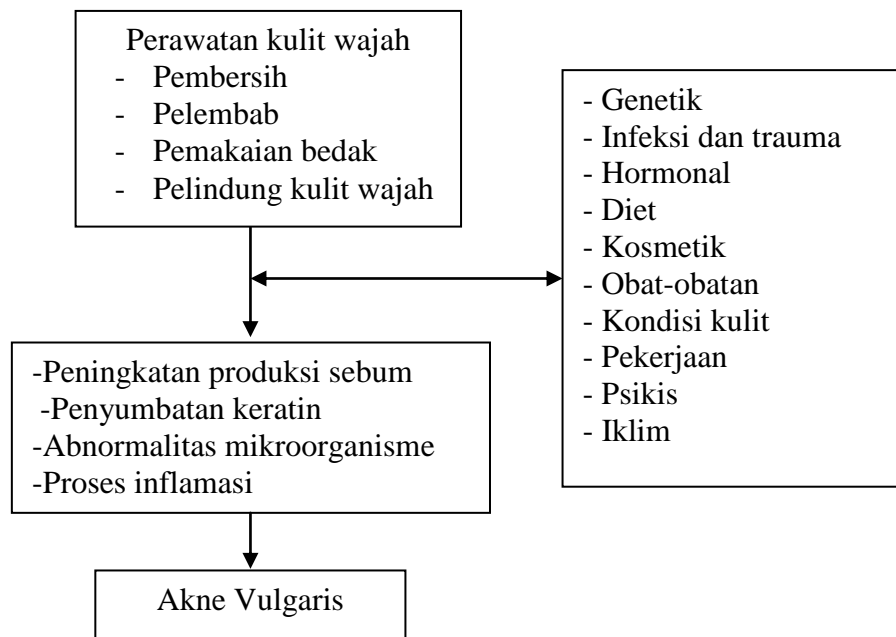 Perawatan kulit wajah
- Pembersih
- Pelembab
- Pemakaian bedak
- Pelindung kulit wajah
- Genetik
- Infeksi dan trauma
- Hormonal
- Diet
- Kosmetik
- Obat-obatan
- Kondisi kulit
- Pekerjaan
- Psikis
- Iklim
-Peningkatan produksi sebum
-Penyumbatan keratin
-Abnormalitas mikroorganisme
-Proses inflamasi
Akne Vulgaris